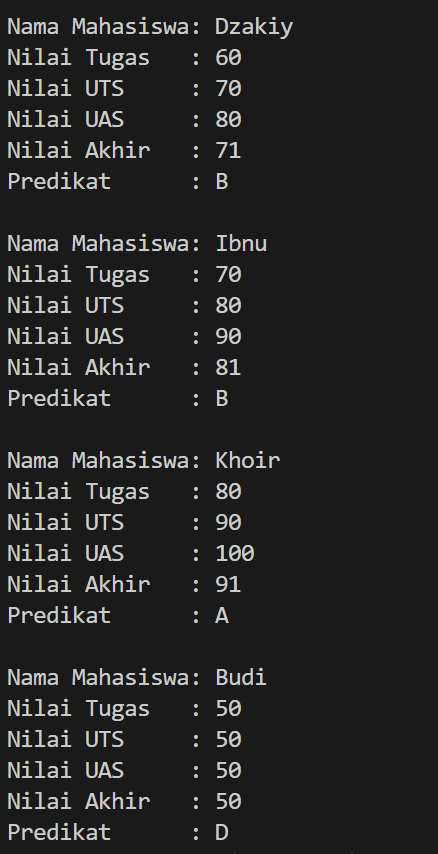 Nama Mahasiswa: Dzakiy
Nilai Tugas   : 60
Nilai UTS     : 70
Nilai UAS     : 80
Nilai Akhir   : 71
Predikat      : B

Nama Mahasiswa: Ibnu
Nilai Tugas   : 70
Nilai UTS     : 80
Nilai UAS     : 90
Nilai Akhir   : 81
Predikat      : B

Nama Mahasiswa: Khoir
Nilai Tugas   : 80
Nilai UTS     : 90
Nilai UAS     : 100
Nilai Akhir   : 91
Predikat      : A

Nama Mahasiswa: Budi
Nilai Tugas   : 50
Nilai UTS     : 50
Nilai UAS     : 50
Nilai Akhir   : 50
Predikat      : D